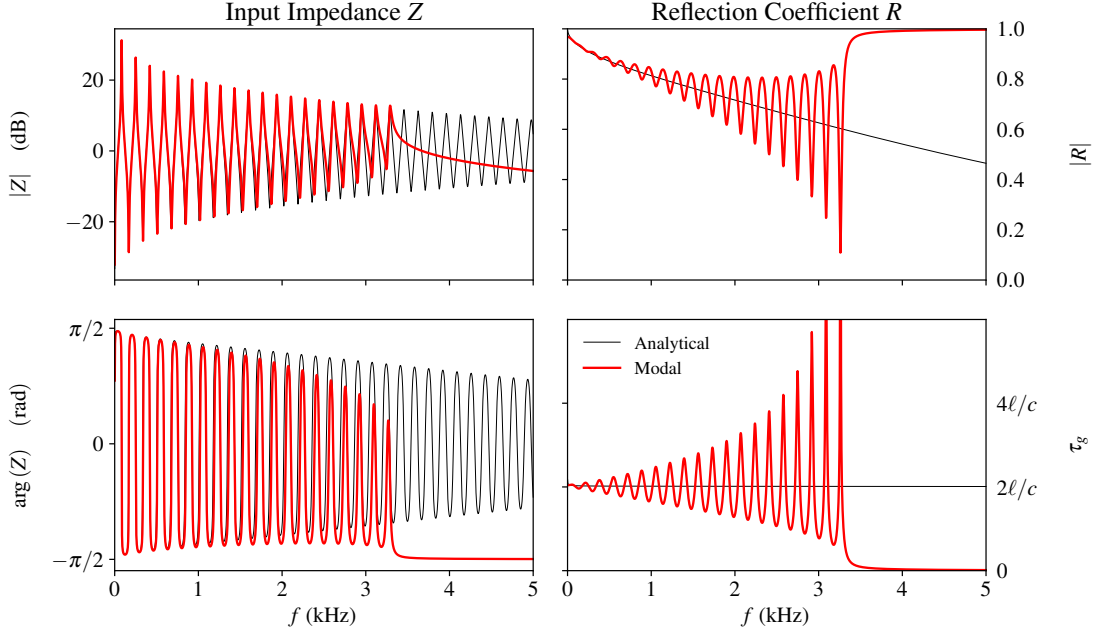 Input Impedance Z
Reflection Coefficient R
20
0
−20
|Z| (dB)
1.0
0.8
0.6
0.4
0.2
0.0
|R|
π/2
0
−π/2
arg (Z) (rad)
0 1 2 3 4 5
f (kHz)
Analytical
Modal
4ℓ/c
2ℓ/c
0
τg
0 1 2 3 4 5
f (kHz)